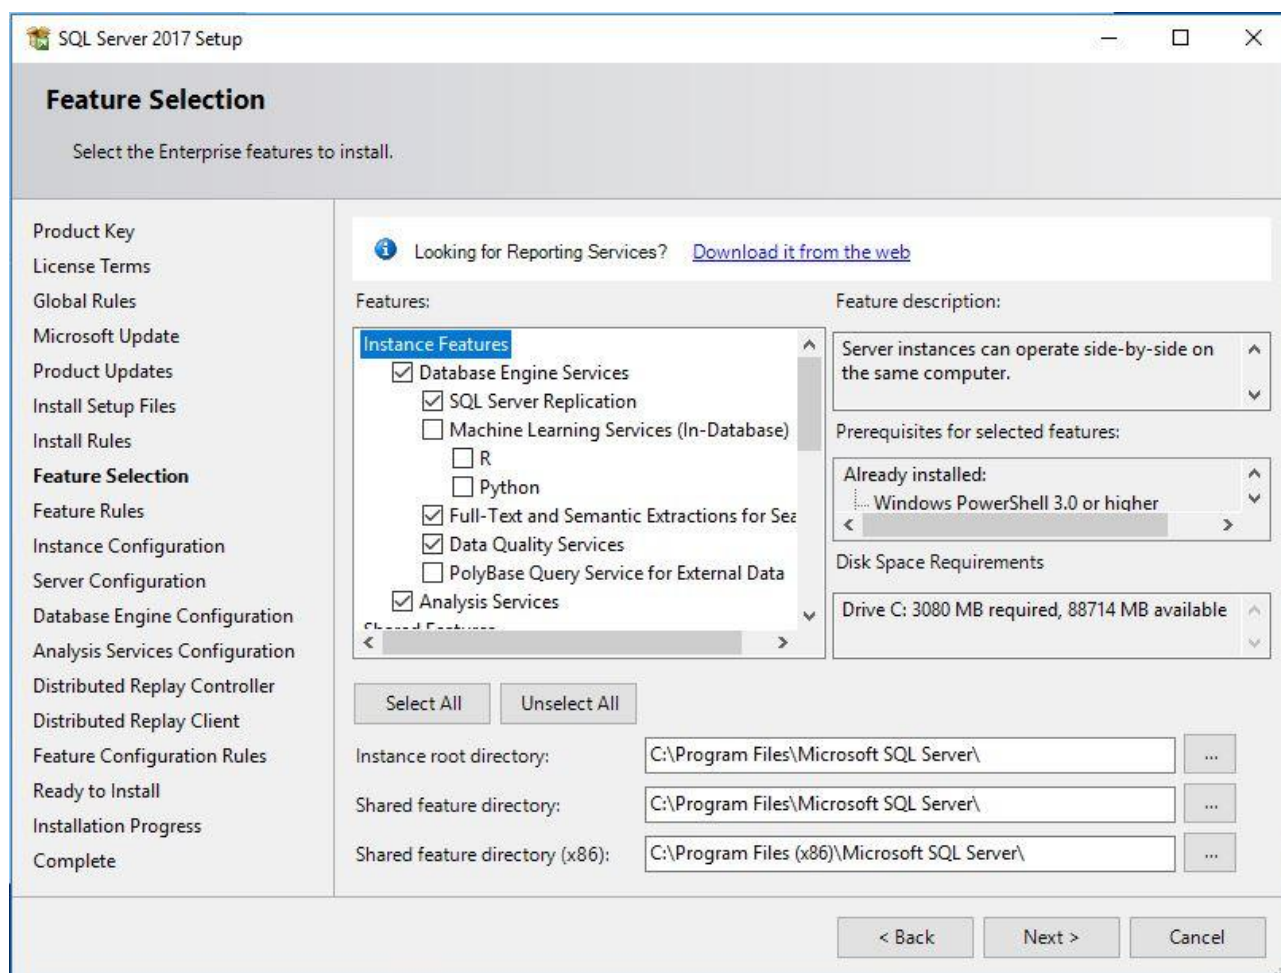 SQL Server 2017 Setup
Feature Selection
Select the Enterprise features to install.
Product Key
License Terms
Global Rules
Microsoft Update
Product Updates
Install Setup Files
Install Rules
Feature Selection
Feature Rules
Instance Configuration
Server Configuration
Database Engine Configuration
Analysis Services Configuration
Distributed Replay Controller
Distributed Replay Client
Feature Configuration Rules
Ready to Install
Installation Progress
Complete
Looking for Reporting Services? Download it from the web
Features:
Instance Features
Database Engine Services
SQL Server Replication
Machine Learning Services (In-Database)
R
Python
Full-Text and Semantic Extractions for Sea
Data Quality Services
PolyBase Query Service for External Data
Analysis Services
Shared Features
Feature description:
Server instances can operate side-by-side on
the same computer.
Prerequisites for selected features:
Already installed:
Windows PowerShell 3.0 or higher
Disk Space Requirements
Drive C: 3080 MB required, 88714 MB available
Select All
Unselect All
Instance root directory: C:\Program Files\Microsoft SQL Server\ ...
Shared feature directory: C:\Program Files\Microsoft SQL Server\ ...
Shared feature directory (x86): C:\Program Files (x86)\Microsoft SQL Server\ ...
< Back
Next >
Cancel